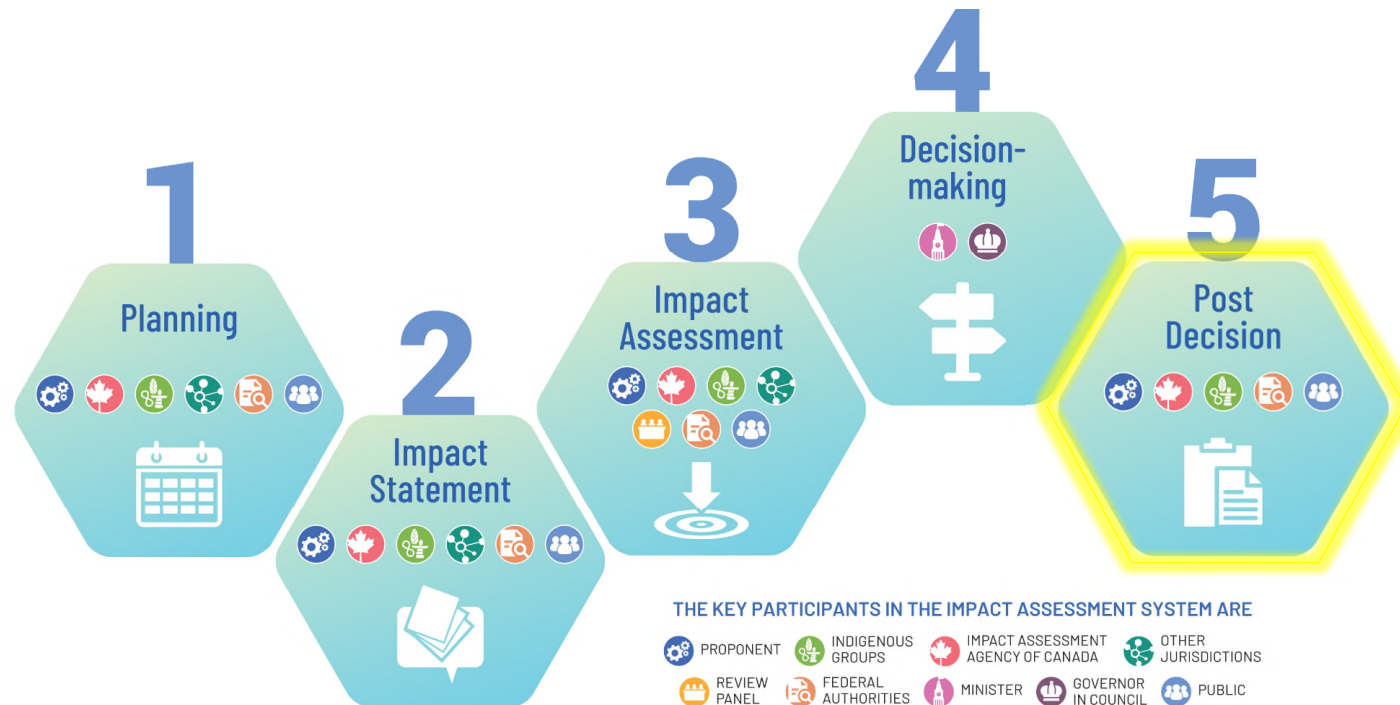 1
Planning
2
Impact
Statement
3
Impact
Assessment
4
Decision-
making
5
Post
Decision
THE KEY PARTICIPANTS IN THE IMPACT ASSESSMENT SYSTEM ARE
PROPONENT
INDIGENOUS
GROUPS
IMPACT ASSESSMENT
AGENCY OF CANADA
OTHER
JURISDICTIONS
REVIEW
PANEL
FEDERAL
AUTHORITIES
MINISTER
GOVERNOR
IN COUNCIL
PUBLIC